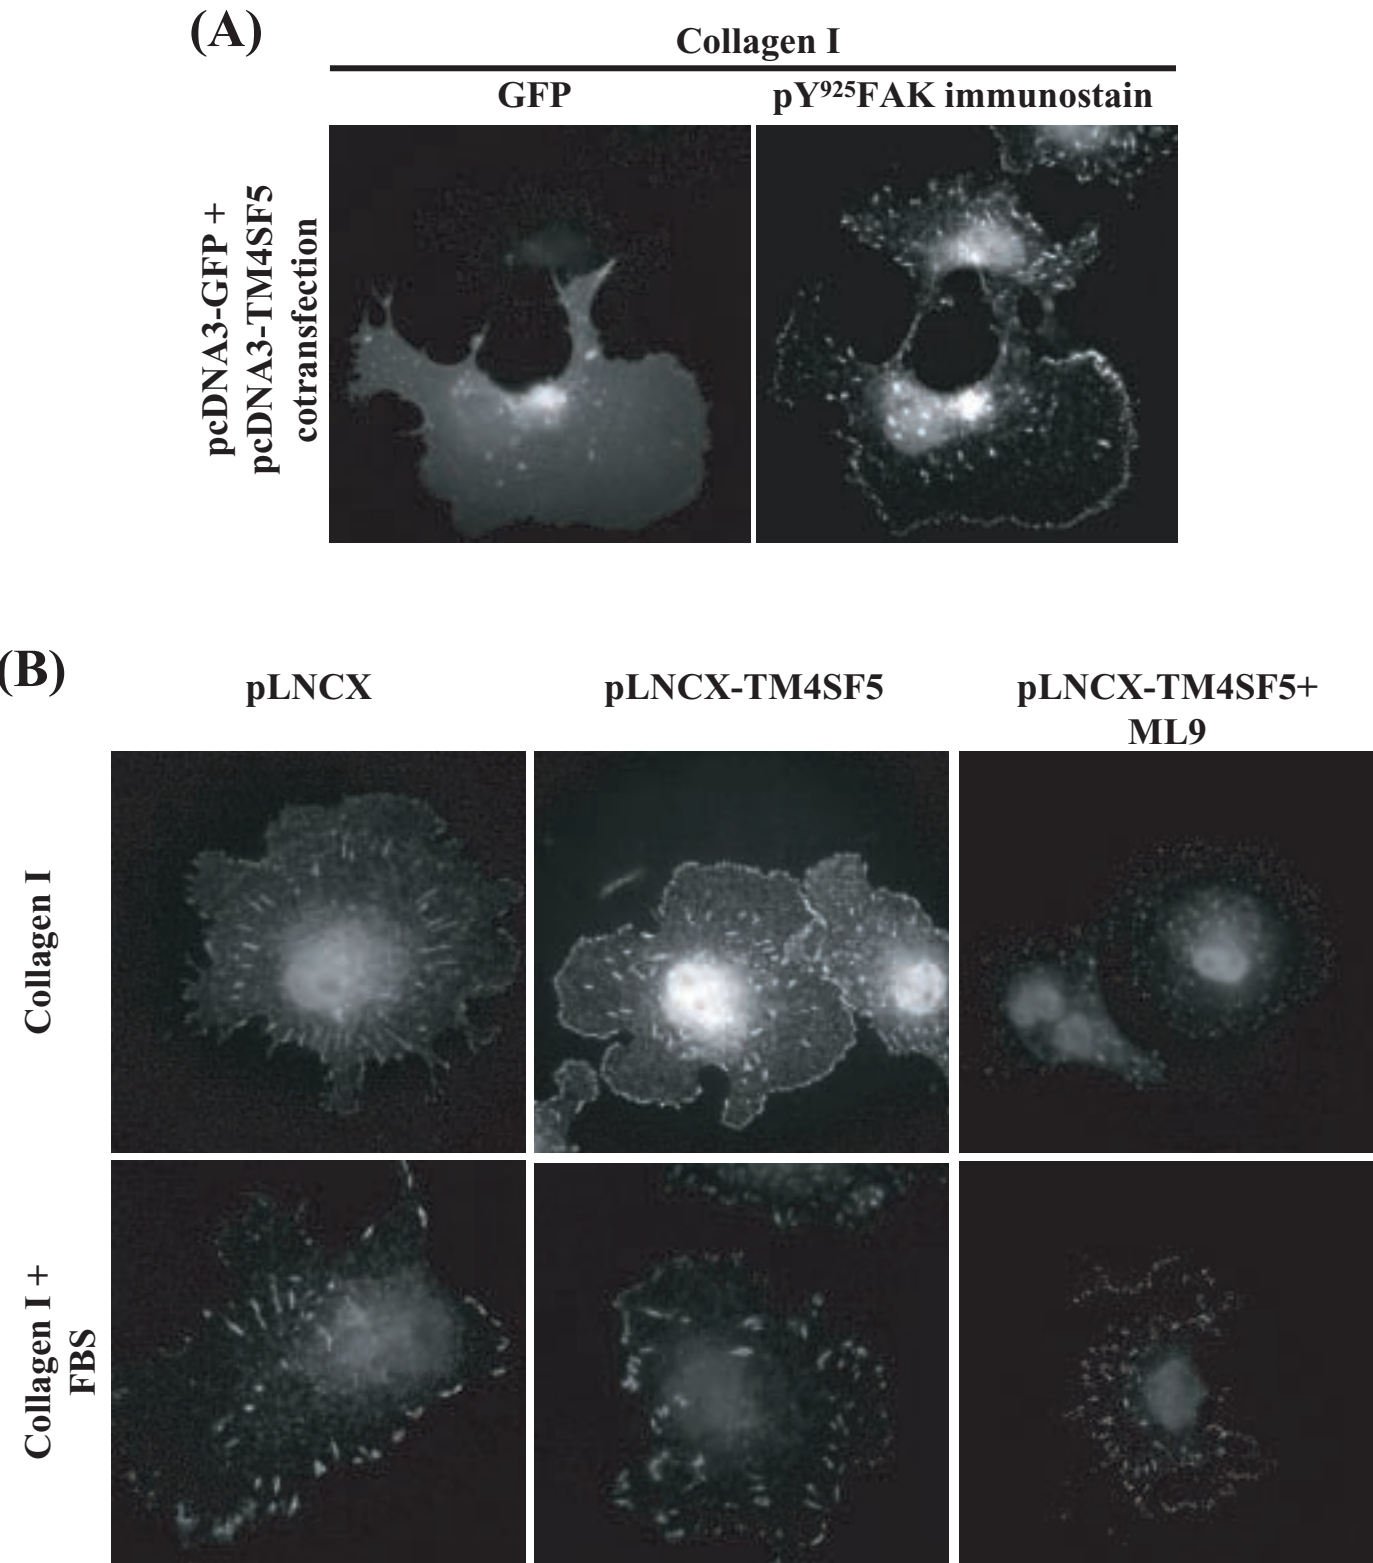 (A)
Collagen I
GFP
pY925FAK immunostain
pcDNA3-GFP +
pcDNA3-TM4SF5
cotransfection
(B)
pLNCX
pLNCX-TM4SF5
pLNCX-TM4SF5+
ML9
Collagen I
Collagen I +
FBS